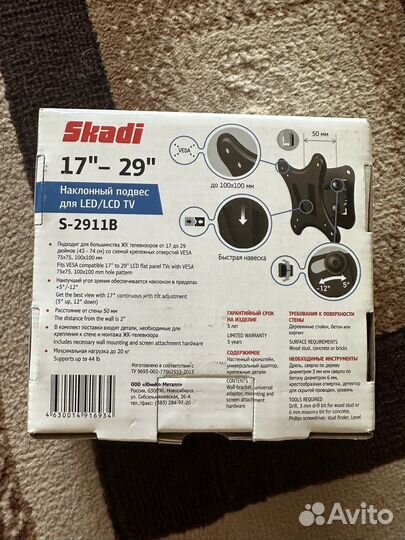 Skadi
17"– 29"
Наклонный подвес
для LED/LCD TV
S-2911B
VESA
до 100x100 мм
50 мм
Быстрая навеска
-12°
5°
• Подходит для большинства ЖК телевизоров от 17 до 29
дюймов (43 - 74 см) со схемой крепежных отверстий VESA
75x75, 100x100 мм
Fits VESA compatible 17" to 29" LCD flat panel TVs with VESA
75x75, 100x100 mm hole pattern
• Наилучший угол зрения обеспечивается наклоном в пределах
+5°/-12°
Get the best view with 17° continuous with tilt adjustment
(5° up, 12° down)
• Расстояние от стены 50 мм
The distance from the wall is 2"
• В комплект поставки входят детали, необходимые для
крепления к стене и монтажа ЖК-телевизора
Includes necessary wall mounting and screen attachment hardware
• Максимальная нагрузка до 20 кг
Supports up to 44 lb
ГАРАНТИЙНЫЙ СРОК
НА ИЗДЕЛИЕ
5 лет
LIMITED WARRANTY
5 years
СОДЕРЖИМОЕ
Настенный кронштейн,
универсальный адаптер,
крепежные детали
CONTENTS
Wall bracket, universal
adapter, mounting and
screen attachment
hardware
ТРЕБОВАНИЯ К ПОВЕРХНОСТИ
СТЕНЫ
Деревянные стойки, бетон или
кирпич
SURFACE REQUIREMENTS
Wood stud, concrete or bricks
НЕОБХОДИМЫЕ ИНСТРУМЕНТЫ
Дрель, сверло по дереву
диаметром 3 мм или сверло по
бетону диаметром 6 мм,
крестообразная отвертка, детектор
для скрытой проводки, уровень
TOOLS REQUIRED
Drill, 3 mm drill bit for wood stud or
6 mm masonry bit for concrete,
Phillips screwdriver, stud finder, Level
Изготовлено в соответствии с
ТУ 9695-002-77562553-2013
ООО «Юнион Металл»
Россия, 630096, Новосибирск
ул. Сибсельмашевская, 26-А
тел./факс: (383) 284-97-20
4 630014 916934
Avito